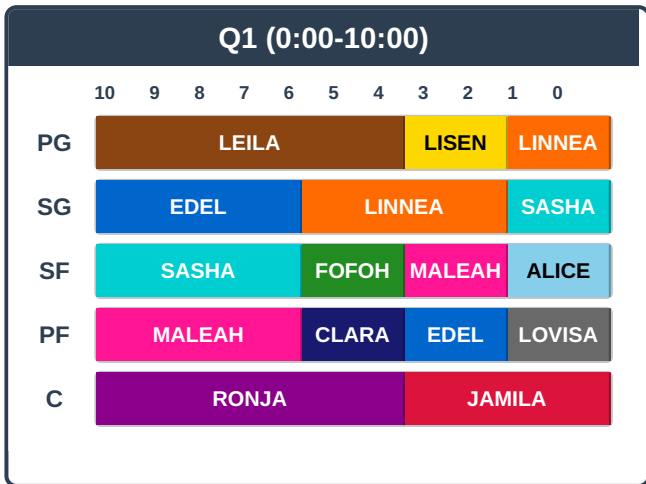 Q1 (0:00-10:00)
10 9 8 7 6 5 4 3 2 1 0
PG LEILA LISEN LINNEA
SG EDEL LINNEA SASHA
SF SASHA FOFOH MALEAH ALICE
PF MALEAH CLARA EDEL LOVISA
C RONJA JAMILA